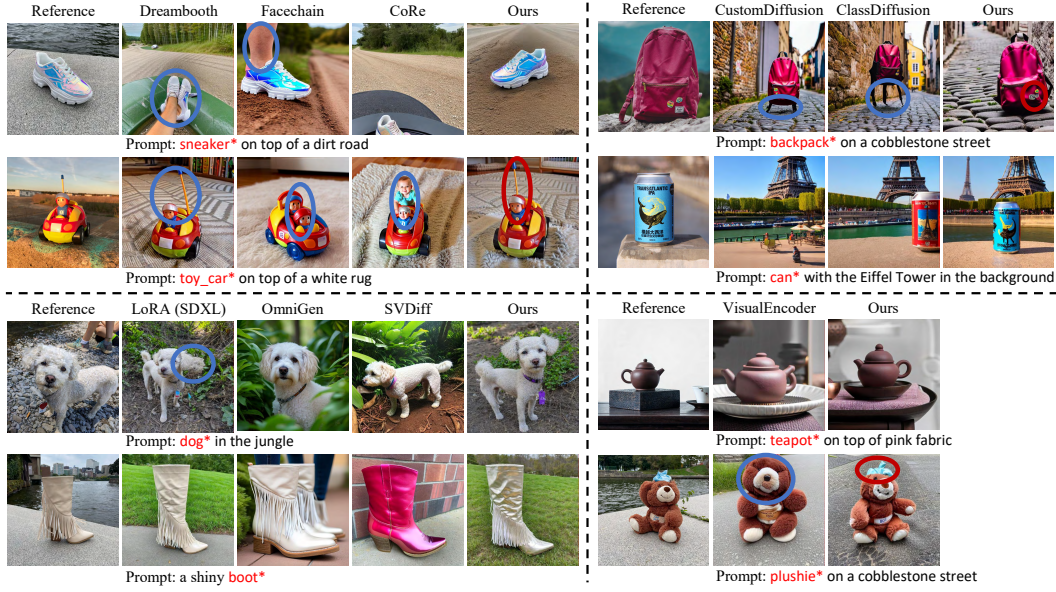 Reference Dreambooth Facechain CoRe Ours
Prompt: sneaker* on top of a dirt road
Prompt: toy_car* on top of a white rug
Reference CustomDiffusion ClassDiffusion Ours
Prompt: backpack* on a cobblestone street
TRANSATLANTIC
IPA
Prompt: can* with the Eiffel Tower in the background
Reference LoRA (SDXL) OmniGen SVDiff Ours
Prompt: dog* in the jungle
Prompt: a shiny boot*
Reference VisualEncoder Ours
Prompt: teapot* on top of pink fabric
Prompt: plushie* on a cobblestone street